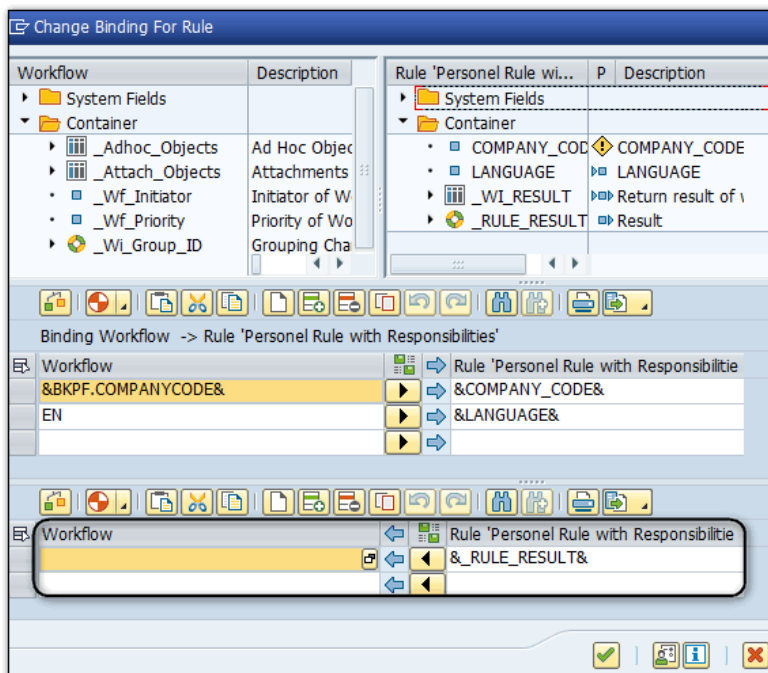 Change Binding For Rule
Workflow Description Rule 'Personel Rule wi... P Description
System Fields System Fields
Container Container
_Adhoc_Objects Ad Hoc Objec COMPANY_COD COMPANY_CODE
_Attach_Objects Attachments LANGUAGE LANGUAGE
_Wf_Initiator Initiator of W _WI_RESULT Return result of v
_Wf_Priority Priority of Wo _RULE_RESULT Result
_Wi_Group_ID Grouping Cha
Binding Workflow -> Rule 'Personel Rule with Responsibilities'
Workflow Rule 'Personel Rule with Responsibilitie
&BKPF.COMPANYCODE& &COMPANY_CODE&
EN &LANGUAGE&
Workflow Rule 'Personel Rule with Responsibilitie
&_RULE_RESULT&